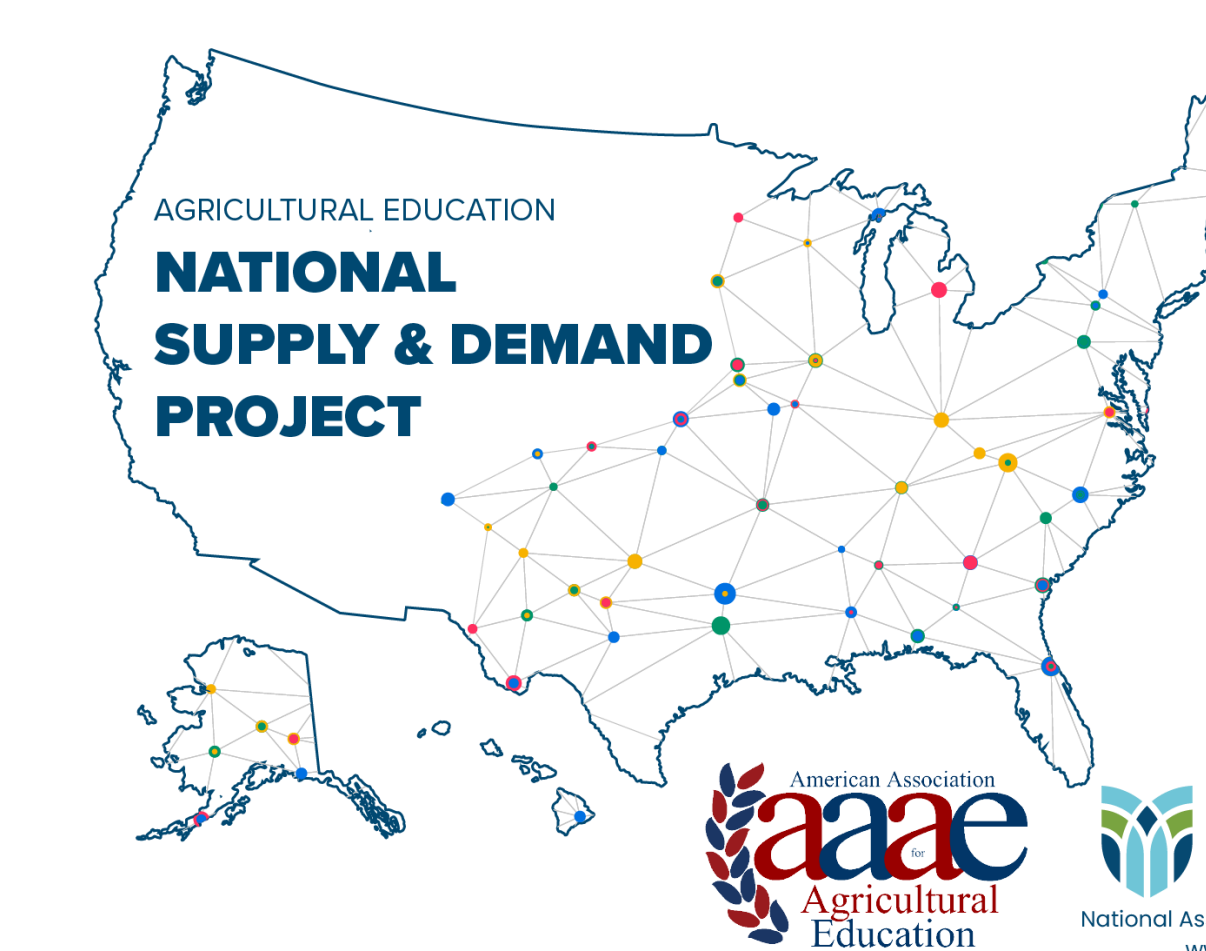 AGRICULTURAL EDUCATION
NATIONAL
SUPPLY & DEMAND
PROJECT
American Association
aaae
for
Agricultural
Education
National As